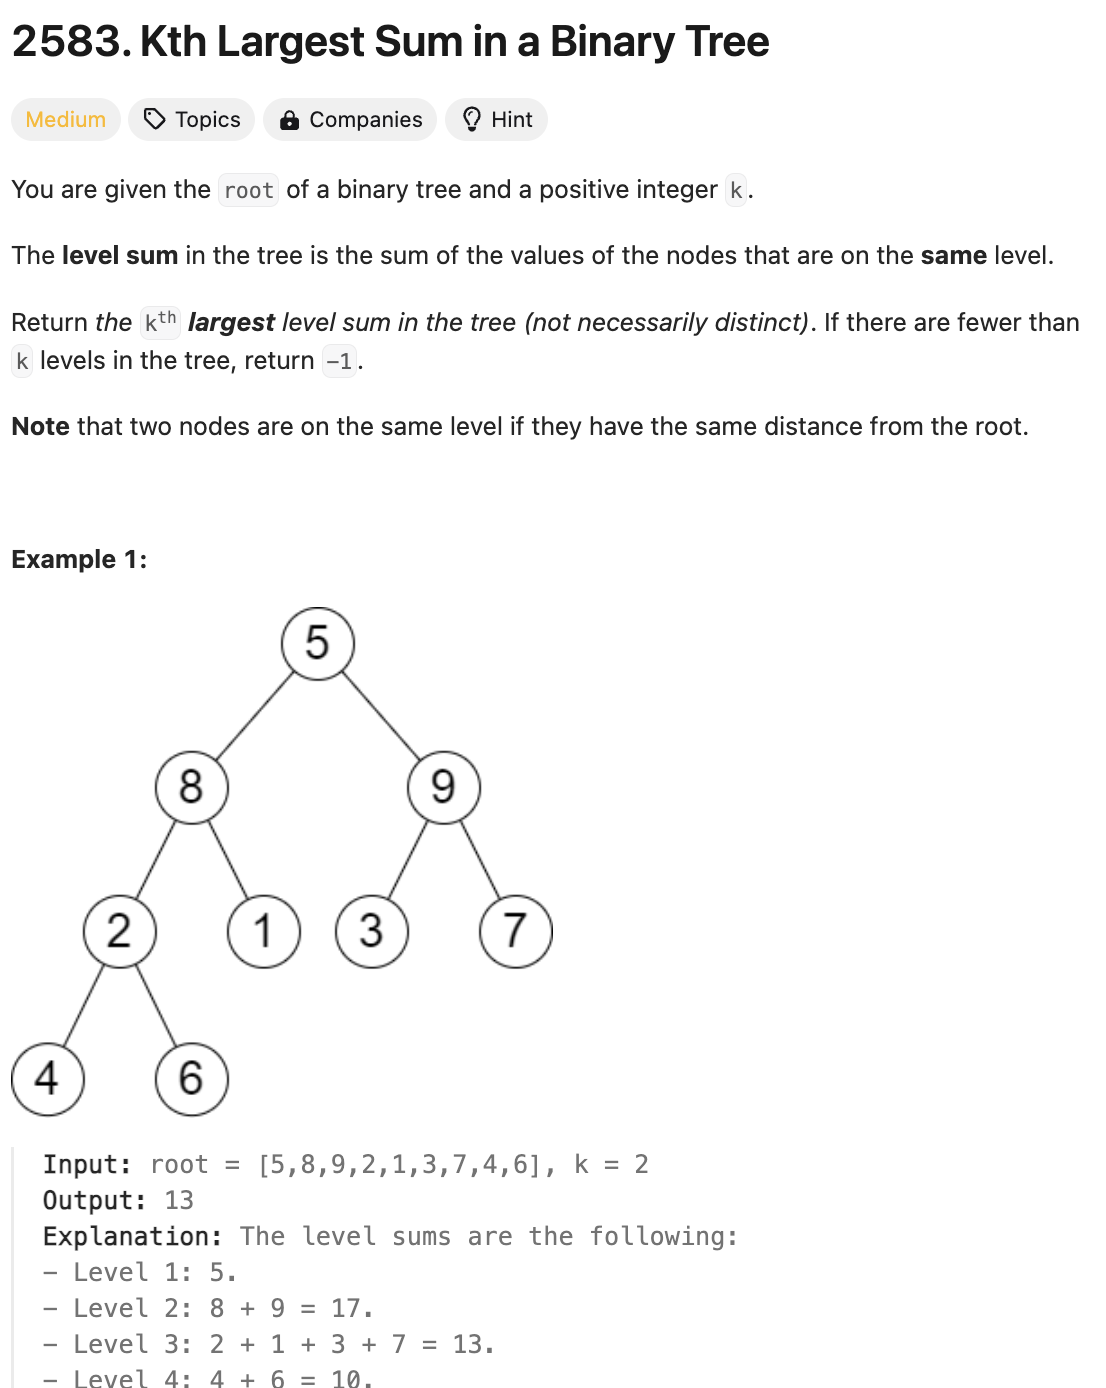 2583. Kth Largest Sum in a Binary Tree
Medium Topics Companies Hint
You are given the root of a binary tree and a positive integer k.
The level sum in the tree is the sum of the values of the nodes that are on the same level.
Return the kth largest level sum in the tree (not necessarily distinct). If there are fewer than
k levels in the tree, return -1.
Note that two nodes are on the same level if they have the same distance from the root.
Example 1:
5
8 9
2 1 3 7
4 6
Input: root = [5,8,9,2,1,3,7,4,6], k = 2
Output: 13
Explanation: The level sums are the following:
- Level 1: 5.
- Level 2: 8 + 9 = 17.
- Level 3: 2 + 1 + 3 + 7 = 13.
- Level 4: 4 + 6 = 10.